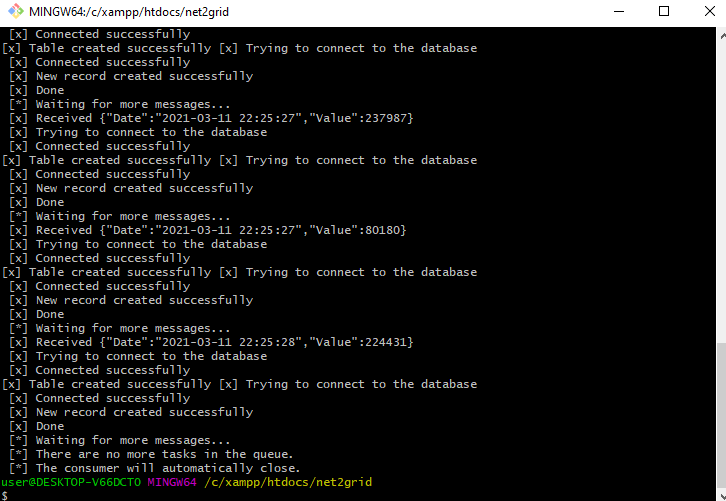 MINGW64:/c/xampp/htdocs/net2grid
[x] Connected successfully
[x] Table created successfully [x] Trying to connect to the database
[x] Connected successfully
[x] New record created successfully
[x] Done
[*] Waiting for more messages...
[x] Received {"Date":"2021-03-11 22:25:27","Value":237987}
[x] Trying to connect to the database
[x] Connected successfully
[x] Table created successfully [x] Trying to connect to the database
[x] Connected successfully
[x] New record created successfully
[x] Done
[*] Waiting for more messages...
[x] Received {"Date":"2021-03-11 22:25:27","Value":80180}
[x] Trying to connect to the database
[x] Connected successfully
[x] Table created successfully [x] Trying to connect to the database
[x] Connected successfully
[x] New record created successfully
[x] Done
[*] Waiting for more messages...
[x] Received {"Date":"2021-03-11 22:25:28","Value":224431}
[x] Trying to connect to the database
[x] Connected successfully
[x] Table created successfully [x] Trying to connect to the database
[x] Connected successfully
[x] New record created successfully
[x] Done
[*] Waiting for more messages...
[*] There are no more tasks in the queue.
[*] The consumer will automatically close.
user@DESKTOP-V66DCTO MINGW64 /c/xampp/htdocs/net2grid
$